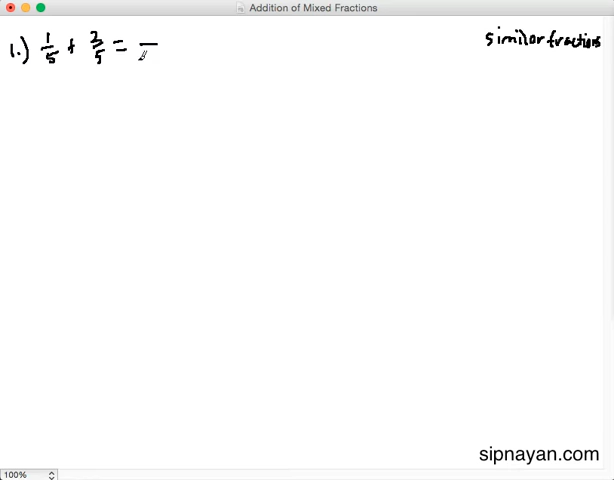 Addition of Mixed Fractions
similar fractions
1.) 1/5 + 2/5 = —
sipnayan.com
100%